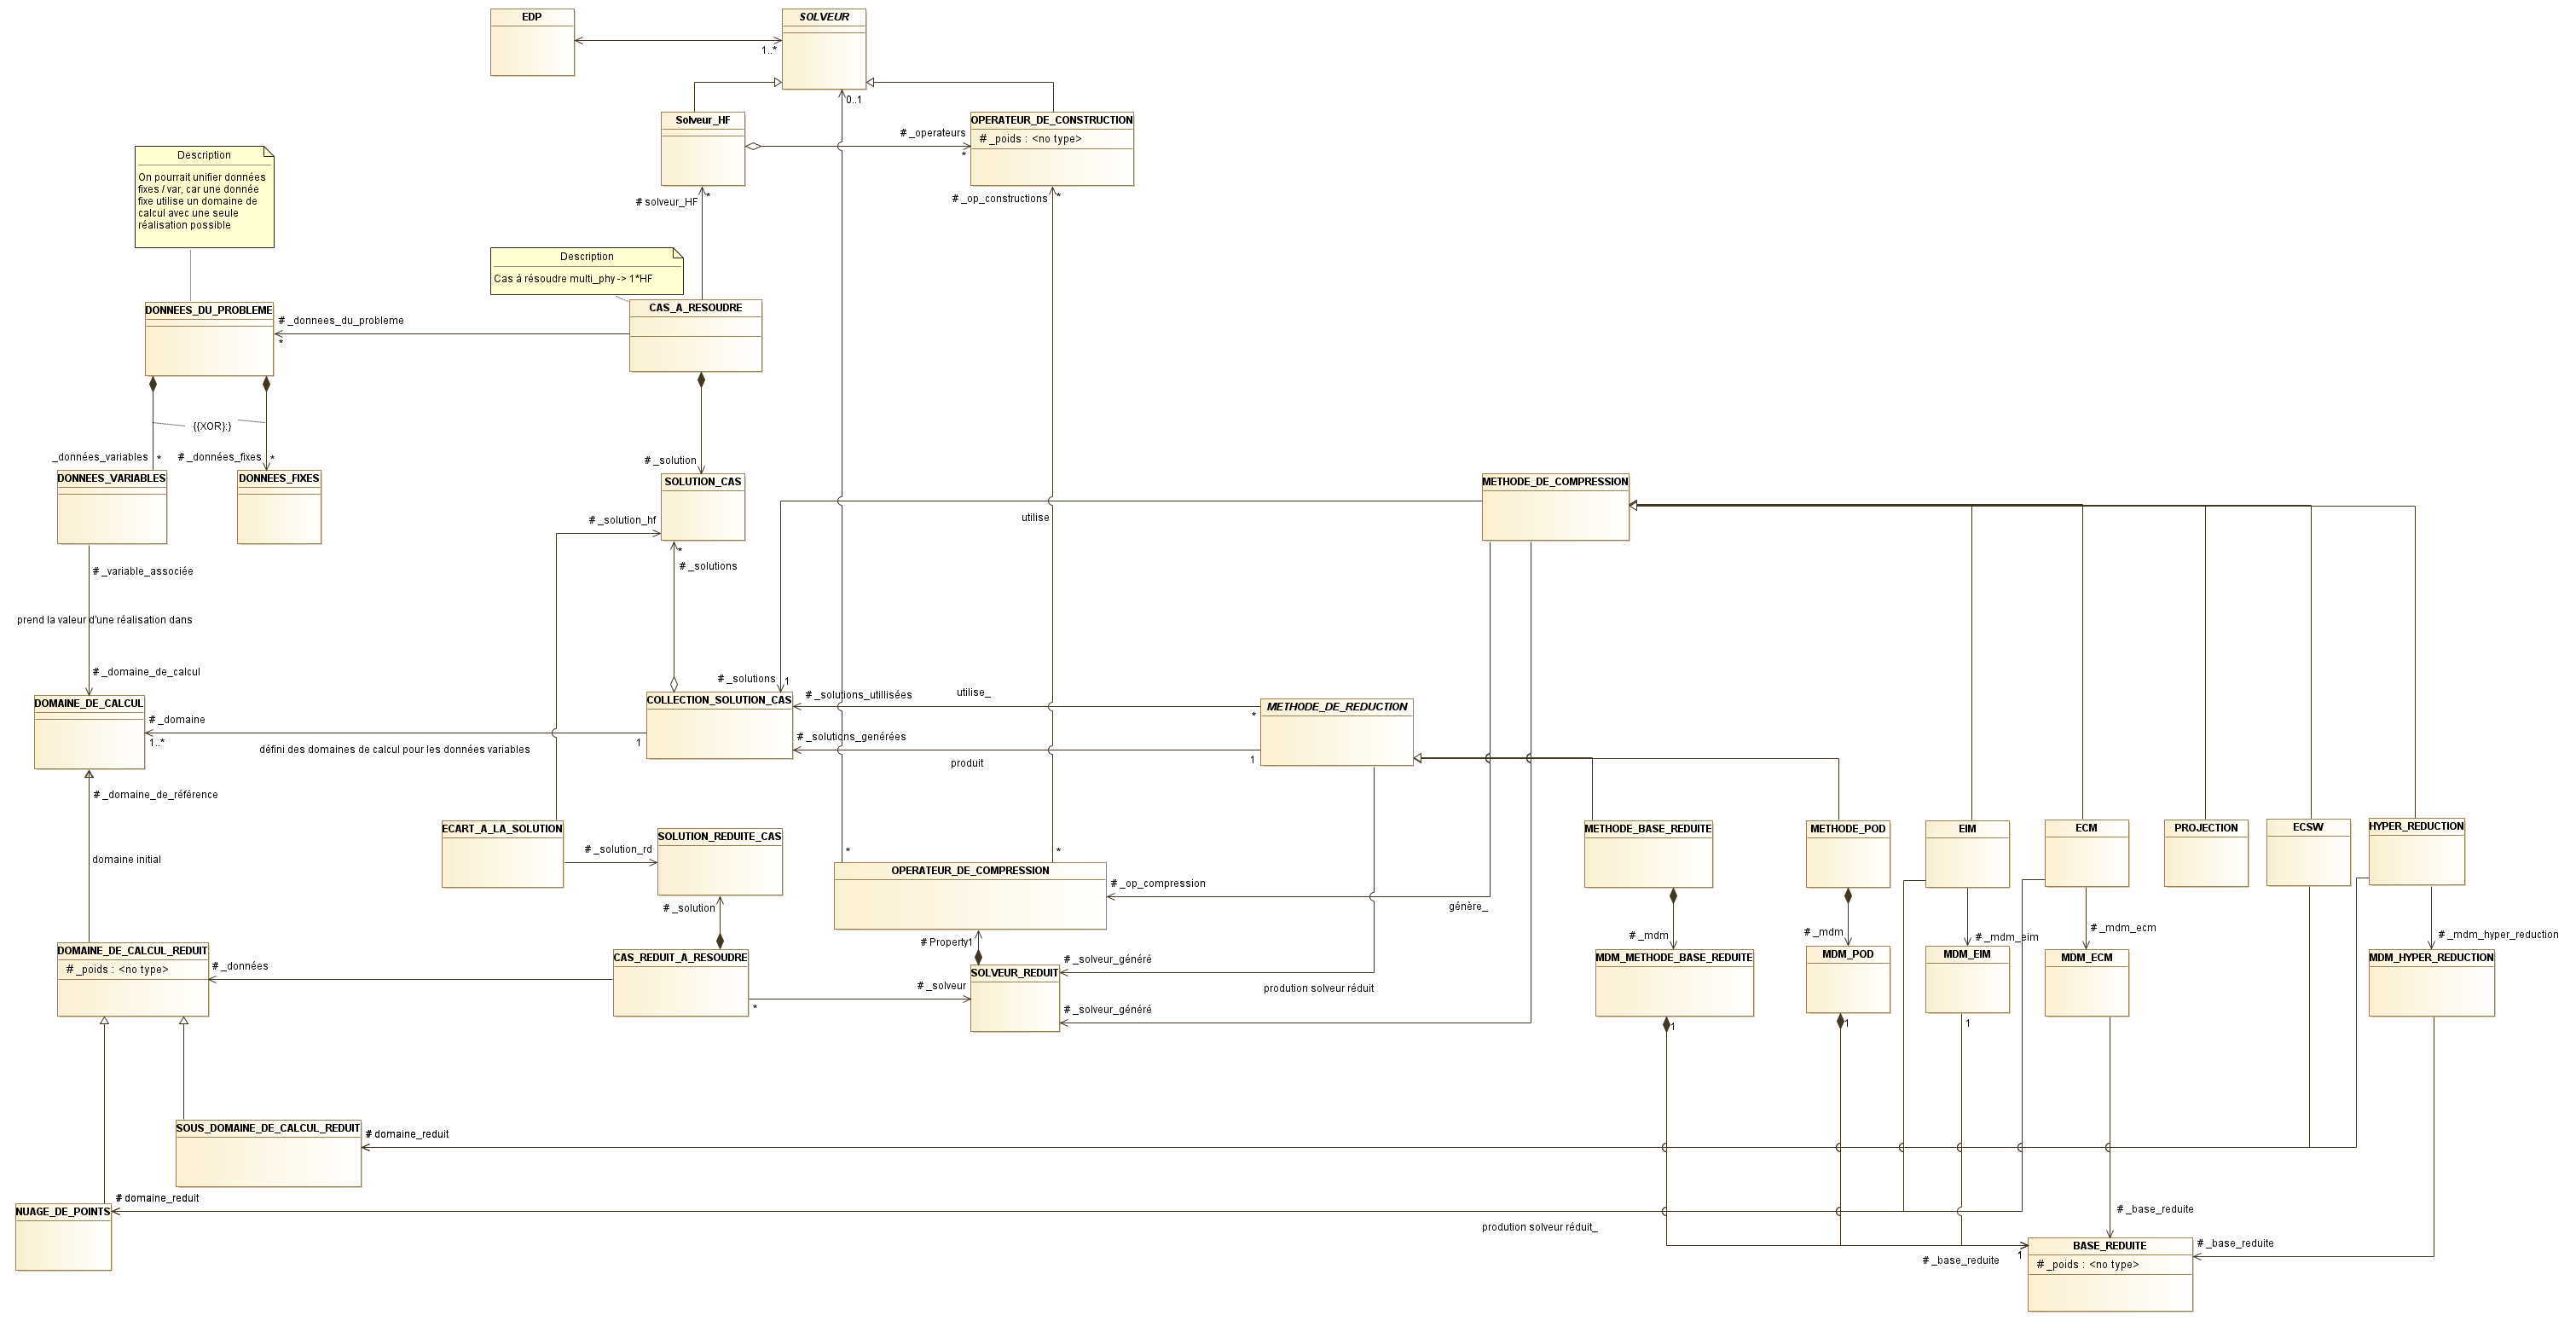 EDP
SOLVEUR
1..*
0..1
Solveur_HF
# _operateurs
*
OPERATEUR_DE_CONSTRUCTION
# _poids : <no type>
Description
On pourrait unifier données
fixes / var, car une donnée
fixe utilise un domaine de
calcul avec une seule
réalisation possible
# solveur_HF
*
# _op_constructions
*
Description
Cas à résoudre multi_phy -> 1*HF
DONNEES_DU_PROBLEME
# _donnees_du_probleme
*
CAS_A_RESOUDRE
{{XOR}:}
_données_variables
*
# _données_fixes
*
# _solution
DONNEES_VARIABLES
DONNEES_FIXES
SOLUTION_CAS
METHODE_DE_COMPRESSION
# _solution_hf
utilise
*
# _solutions
# _variable_associée
prend la valeur d'une réalisation dans
# _domaine_de_calcul
# _solutions
1
DOMAINE_DE_CALCUL
COLLECTION_SOLUTION_CAS
# _solutions_utillisées
utilise_
*
METHODE_DE_REDUCTION
# _domaine
1..*
1
défini des domaines de calcul pour les données variables
# _solutions_genérées
produit
1
# _domaine_de_référence
domaine initial
ECART_A_LA_SOLUTION
# _solution_rd
SOLUTION_REDUITE_CAS
*
*
METHODE_BASE_REDUITE
METHODE_POD
EIM
ECM
PROJECTION
ECSW
HYPER_REDUCTION
OPERATEUR_DE_COMPRESSION
# _op_compression
génère_
# _solution
# _mdm
# _mdm
# _mdm_eim
# _mdm_ecm
# _mdm_hyper_reduction
DOMAINE_DE_CALCUL_REDUIT
# _poids : <no type>
# _données
CAS_REDUIT_A_RESOUDRE
*
# _solveur
# Property1
SOLVEUR_REDUIT
# _solveur_généré
prodution solveur réduit
# _solveur_généré
MDM_METHODE_BASE_REDUITE
MDM_POD
MDM_EIM
MDM_ECM
MDM_HYPER_REDUCTION
1
1
1
SOUS_DOMAINE_DE_CALCUL_REDUIT
# domaine_reduit
NUAGE_DE_POINTS
# domaine_reduit
prodution solveur réduit_
# _base_reduite
# _base_reduite
1
BASE_REDUITE
# _poids : <no type>
# _base_reduite